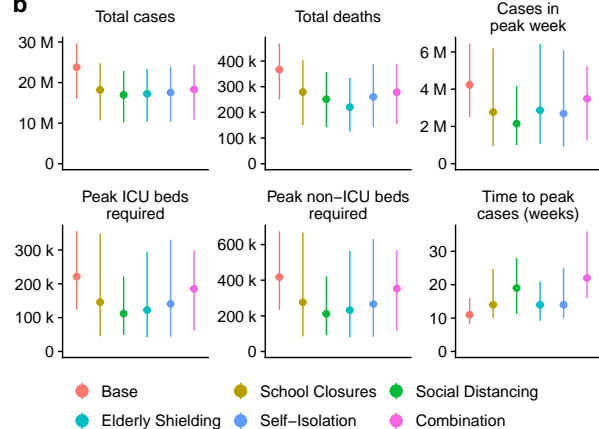 b
Total cases
Total deaths
Cases in
peak week
30 M
20 M
10 M
0
400 k
300 k
200 k
100 k
0
6 M
4 M
2 M
0
Peak ICU beds
required
Peak non−ICU beds
required
Time to peak
cases (weeks)
300 k
200 k
100 k
0
600 k
400 k
200 k
0
30
20
10
0
Base
School Closures
Social Distancing
Elderly Shielding
Self−Isolation
Combination